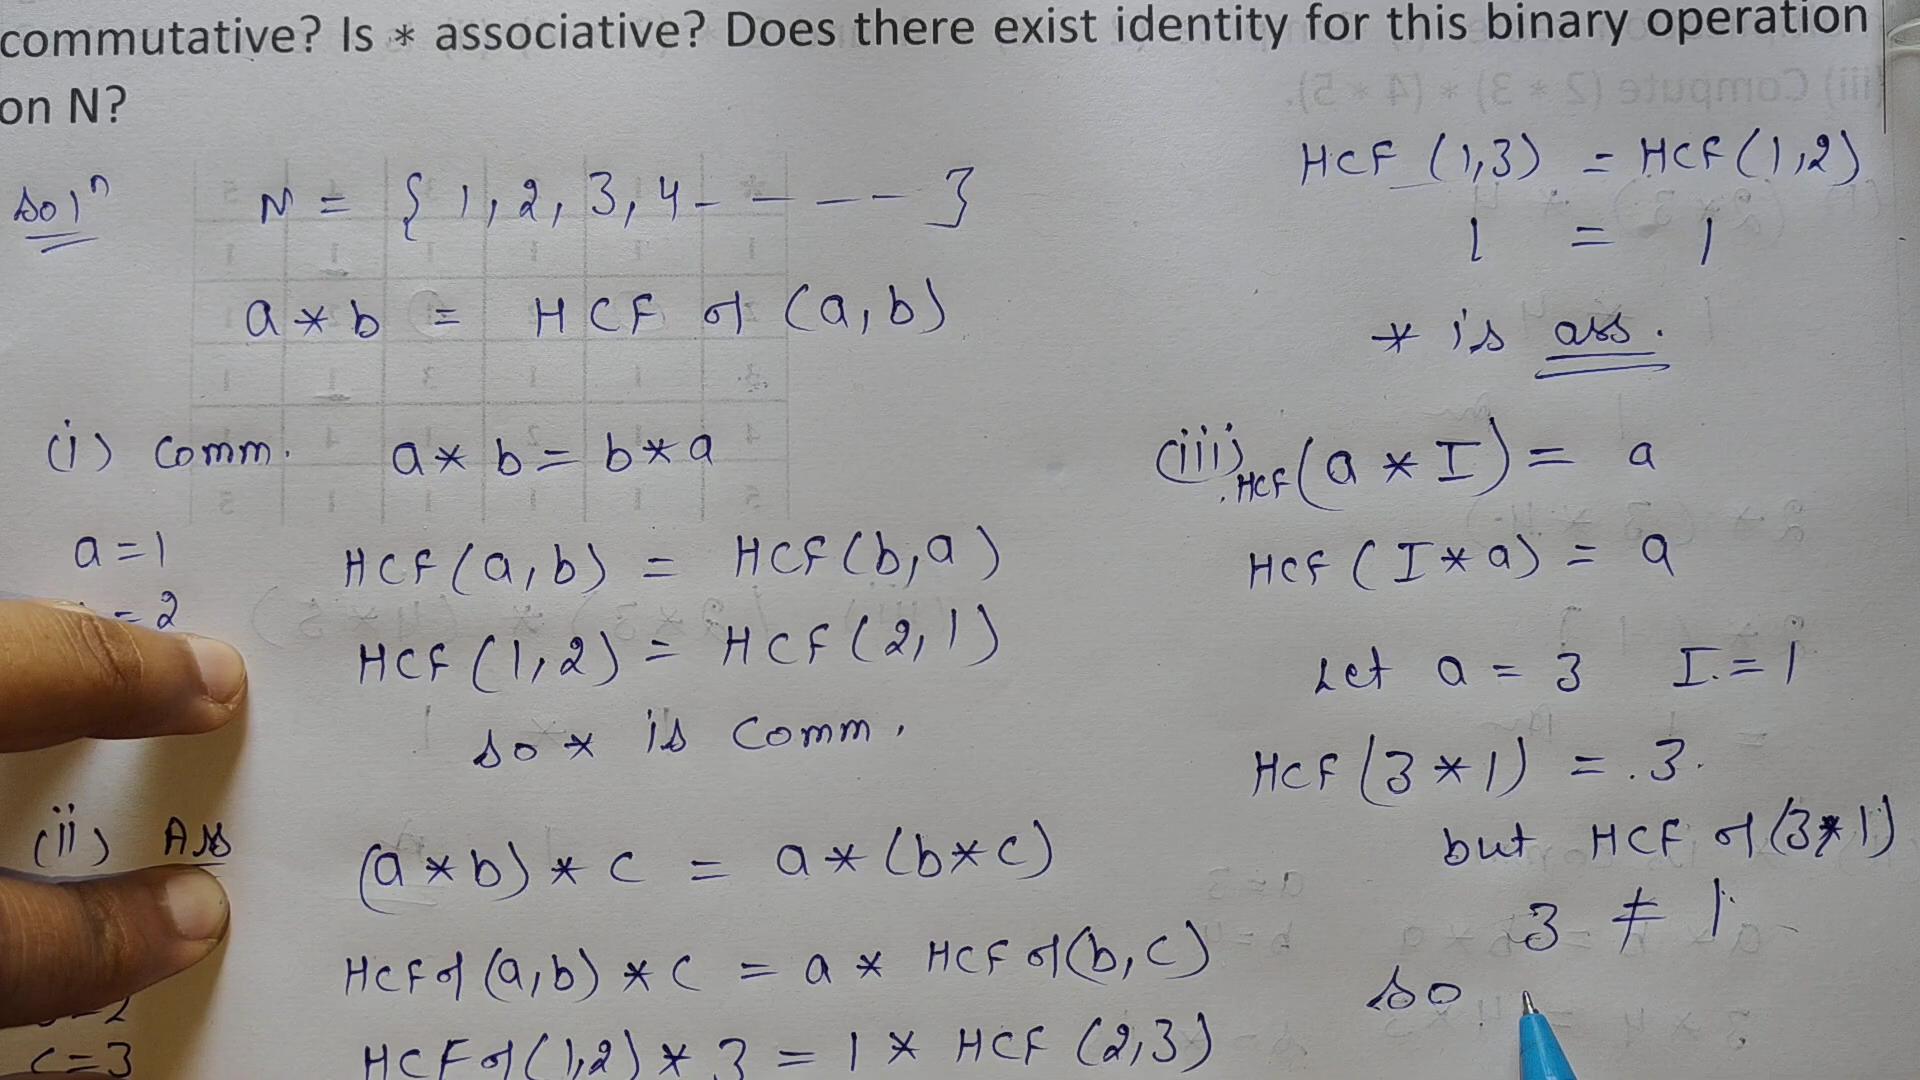 commutative? Is * associative? Does there exist identity for this binary operation
on N?
Solⁿ N = { 1, 2, 3, 4 - - - - - }
a * b = HCF of (a, b)
(i) Comm. a * b = b * a
a = 1 HCF (a, b) = HCF (b, a)
= 2 HCF (1, 2) = HCF (2, 1)
so * is Comm.
(ii) Ass (a * b) * c = a * (b * c)
HCF of (a, b) * c = a * HCF of (b, c)
c = 3 HCF of (1, 2) * 3 = 1 * HCF (2, 3)
HCF (1, 3) = HCF (1, 2)
1 = 1
* is ass.
(iii) HCF (a * I) = a
HCF (I * a) = a
Let a = 3 I = 1
HCF (3 * 1) = 3.
but HCF of (3 * 1)
3 ≠ 1
so